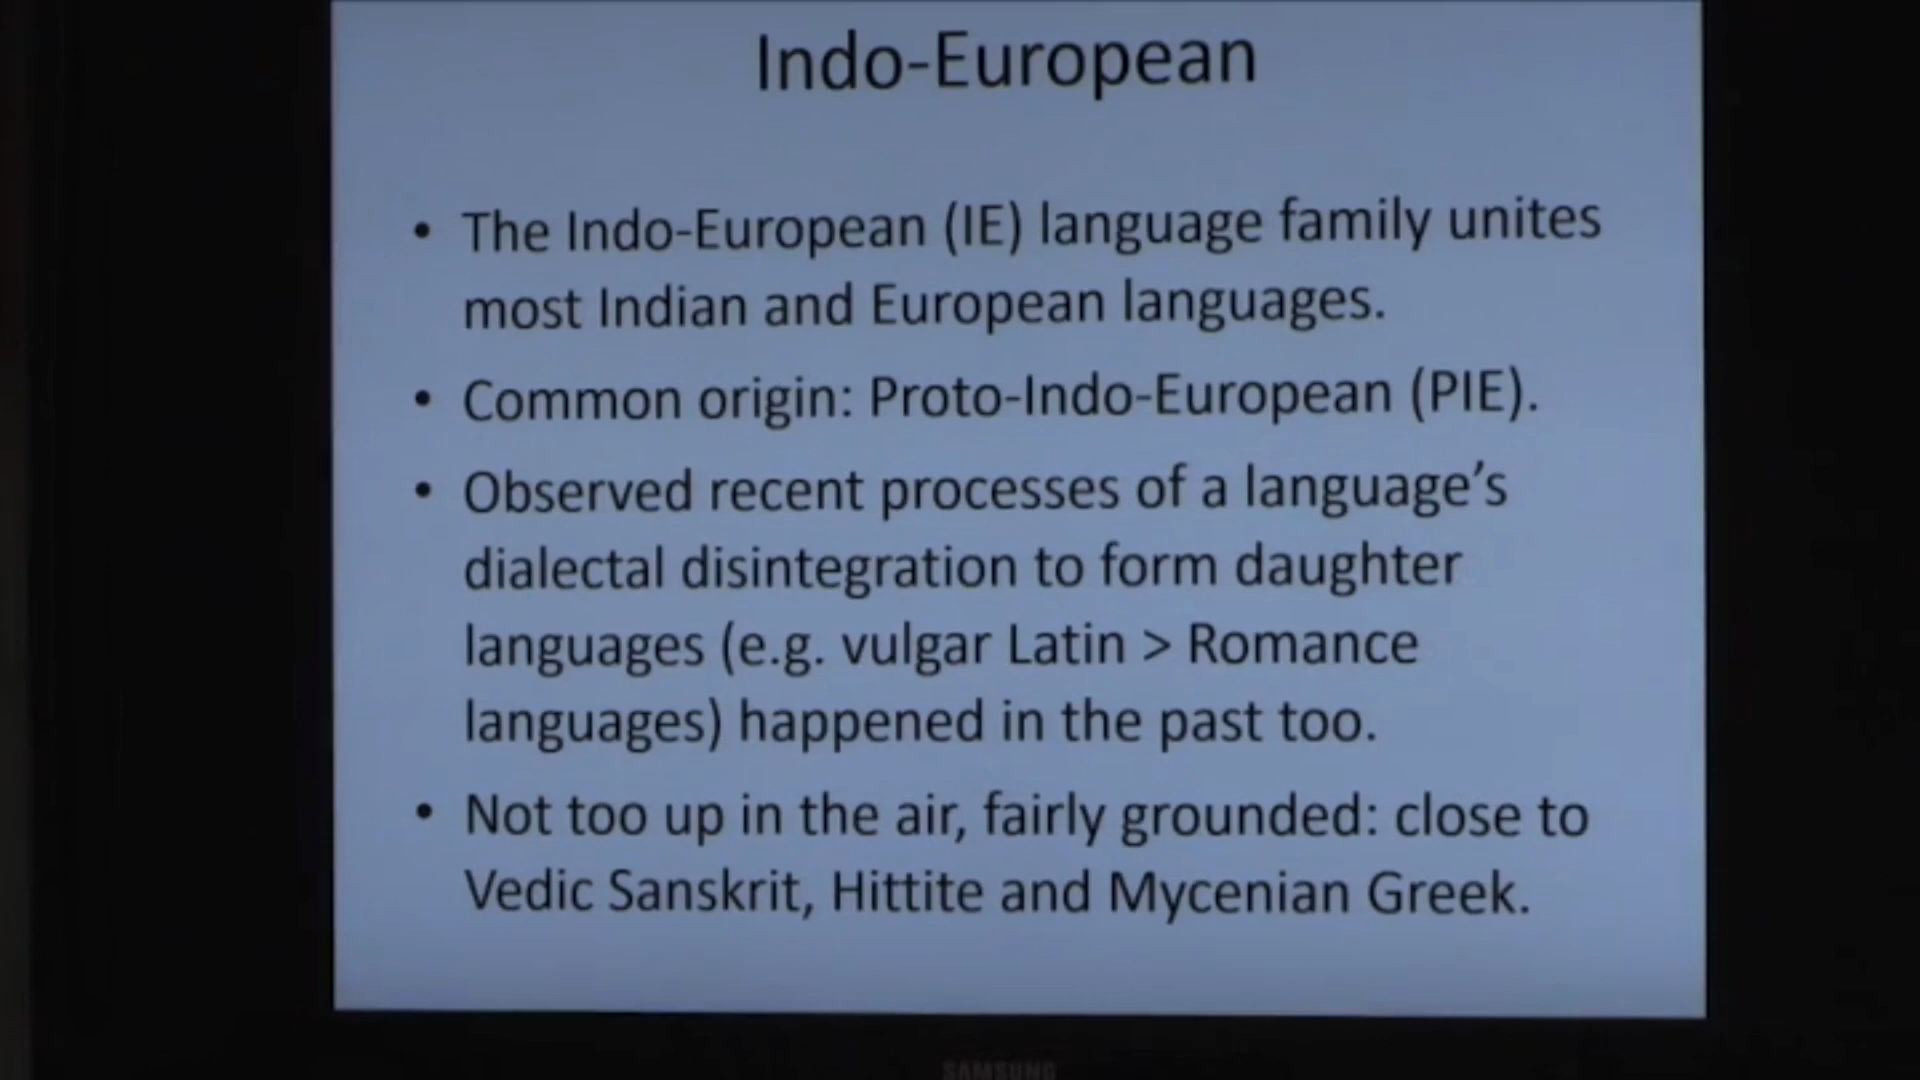 Indo-European
• The Indo-European (IE) language family unites
most Indian and European languages.
• Common origin: Proto-Indo-European (PIE).
• Observed recent processes of a language’s
dialectal disintegration to form daughter
languages (e.g. vulgar Latin > Romance
languages) happened in the past too.
• Not too up in the air, fairly grounded: close to
Vedic Sanskrit, Hittite and Mycenian Greek.
SAMSUNG